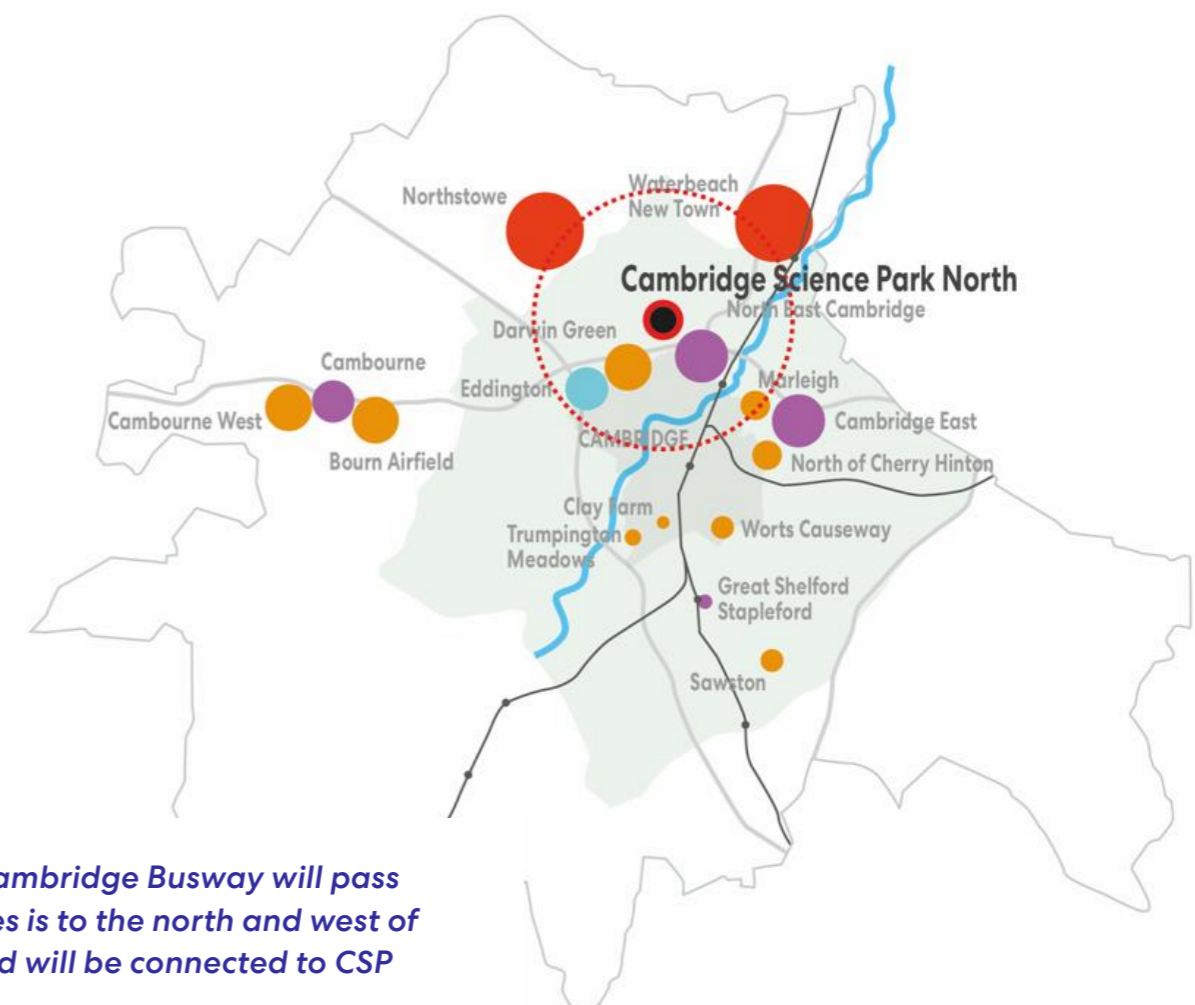 Northstowe
Waterbeach
New Town
Cambridge Science Park North
North East Cambridge
Darwin Green
Cambourne
Eddington
Marleigh
Cambourne West
Cambridge East
CAMBRIDGE
Bourn Airfield
North of Cherry Hinton
Clay Farm
Trumpington
Meadows
Worts Causeway
Great Shelford
Stapleford
Sawston
ambridge Busway will pass
es is to the north and west of
d will be connected to CSP